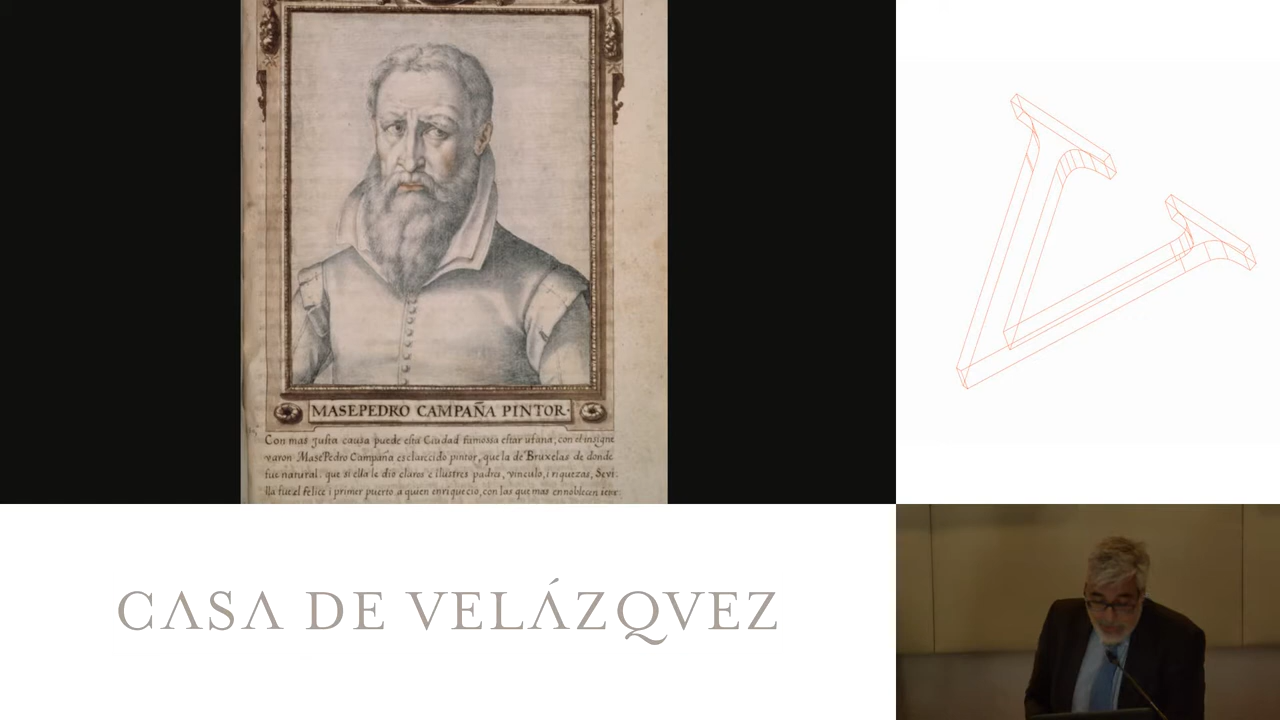 MASEPEDRO CAMPAÑA PINTOR·
Con mas justa causa puede esta Ciudad famossa estar ufana, con el insigne
varon Mase Pedro Campaña esclarecido pintor, que la de Bruxelas de donde
fue natural. que si ella le dio claros e illustres padres, vinculo, i riquezas, Sevi
lla fue el felice i primer puerto a quien enriquecio, con las que mas ennoblecen
CASA DE VELÁZQVEZ